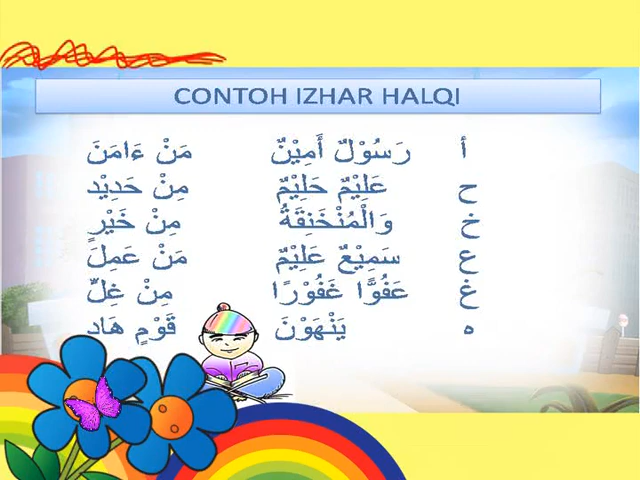 CONTOH IZHAR HALQI
أ رَسُوْلٌ أَمِيْنٌ مَنْ ءَامَنَ
ح عَلِيْمٌ حَلِيْمٌ مِنْ حَدِيْد
خ وَالْمُنْخَنِقَةُ مِنْ خَيْرٍ
ع سَمِيْعٌ عَلِيْمٌ مَنْ عَمِلَ
غ عَفُوًّا غَفُوْرًا مِنْ غِلٍّ
ه يَنْهَوْنَ قَوْمٍ هَاد